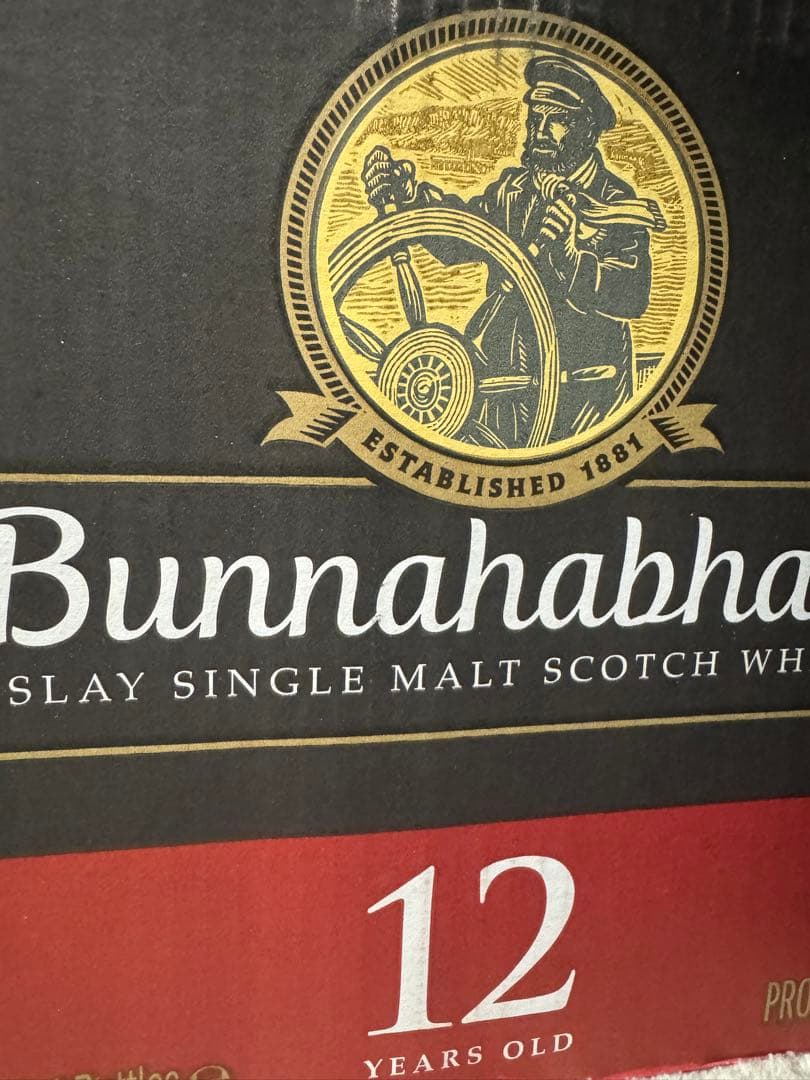 ESTABLISHED 1881
Bunnahabha
SLAY SINGLE MALT SCOTCH WH
12
PRO
YEARS OLD